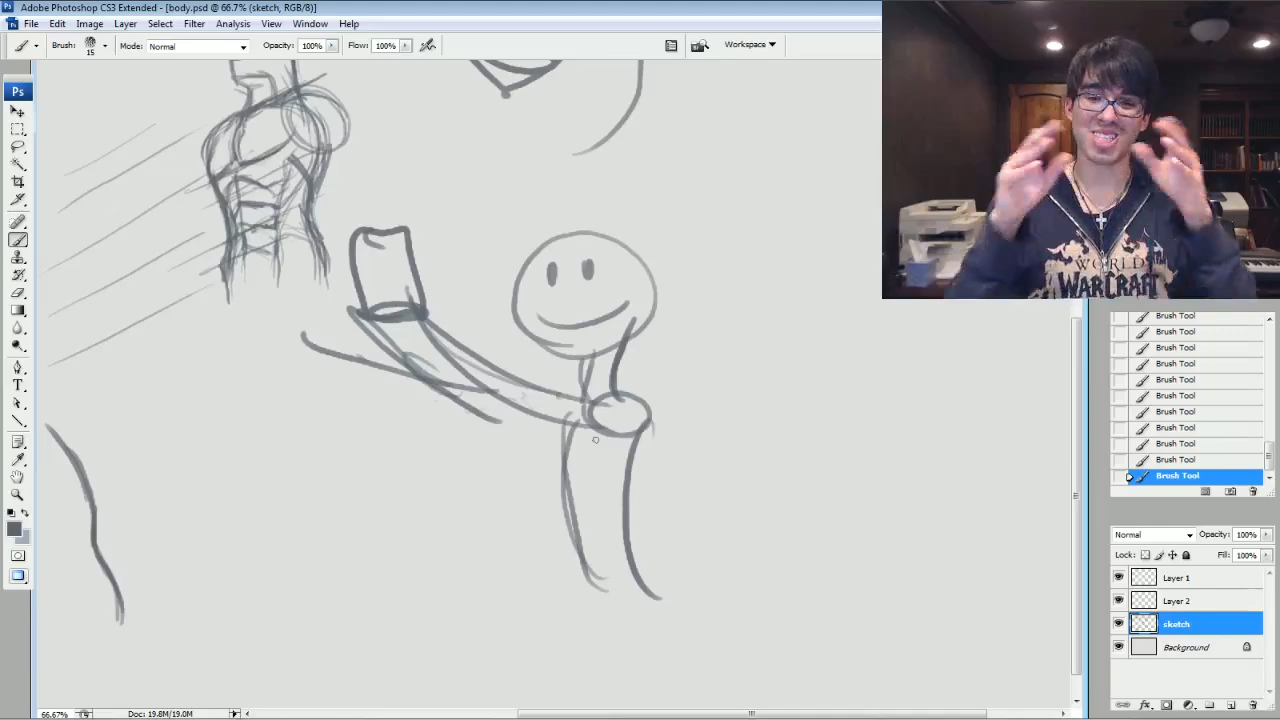 Adobe Photoshop CS3 Extended - [body.psd @ 66.7% (sketch, RGB/8)]
File Edit Image Layer Select Filter Analysis View Window Help
Brush: 15 Mode: Normal Opacity: 100% Flow: 100% Workspace
Ps
T
WORLD
WARCRAFT
Brush Tool
Brush Tool
Brush Tool
Brush Tool
Brush Tool
Brush Tool
Brush Tool
Brush Tool
Brush Tool
Brush Tool
Brush Tool
Normal Opacity: 100%
Lock: Fill: 100%
Layer 1
Layer 2
sketch
Background
fx
66.67% Doc: 19.8M/19.0M